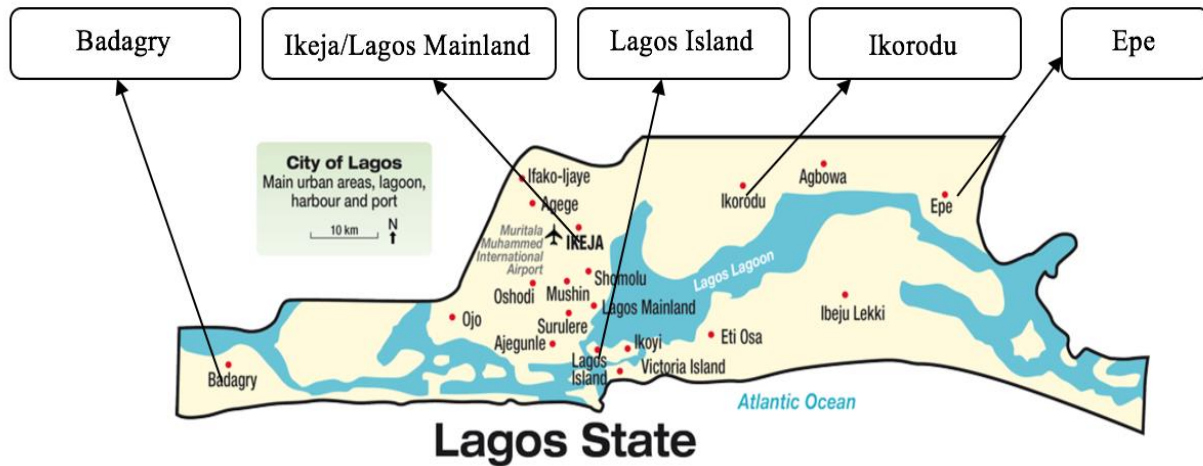 Badagry
Ikeja/Lagos Mainland
Lagos Island
Ikorodu
Epe
City of Lagos
Main urban areas, lagoon,
harbour and port
10 km
N
Ifako-Ijaye
Agege
Muritala
Muhammed
International
Airport
IKEJA
Shomolu
Oshodi
Mushin
Lagos Mainland
Ojo
Surulere
Ajegunle
Lagos
Island
Ikoyi
Victoria Island
Eti Osa
Lagos Lagoon
Ikorodu
Agbowa
Epe
Ibeju Lekki
Badagry
Atlantic Ocean
Lagos State